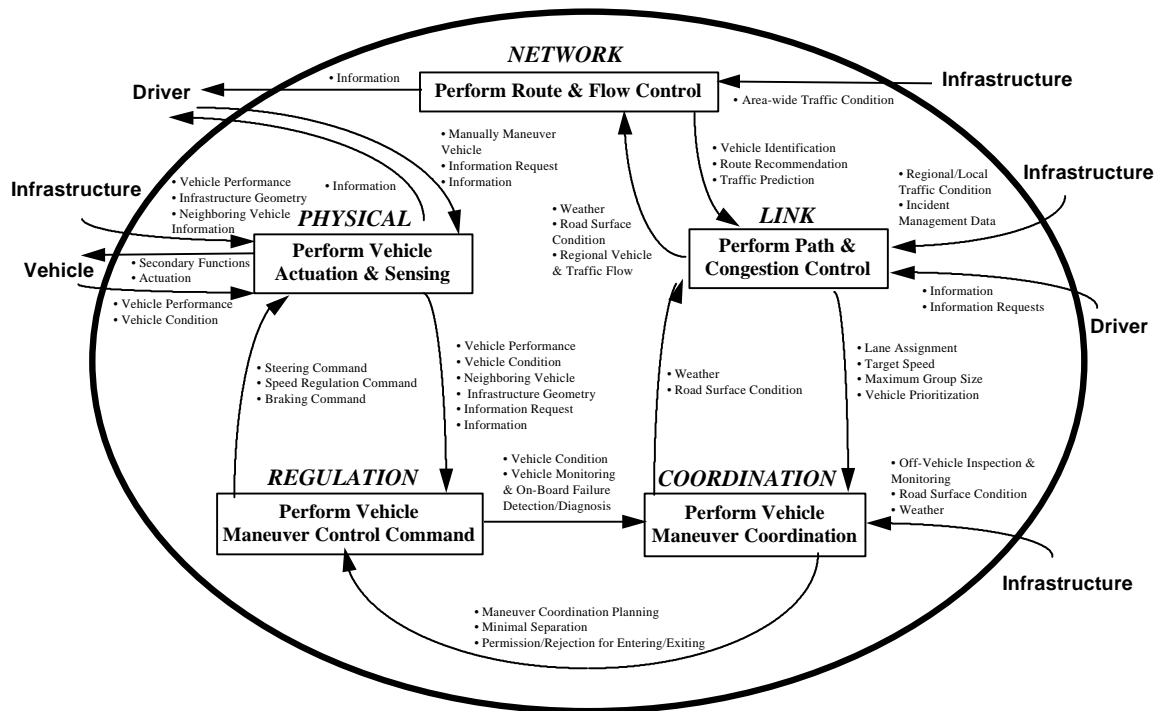 NETWORK
• Information
Perform Route & Flow Control
Infrastructure
• Area-wide Traffic Condition
Driver
• Manually Maneuver
Vehicle
• Information Request
• Information
• Vehicle Identification
• Route Recommendation
• Traffic Prediction
Infrastructure
• Vehicle Performance
• Infrastructure Geometry
• Neighboring Vehicle
Information
• Information
PHYSICAL
Perform Vehicle
Actuation & Sensing
• Weather
• Road Surface
Condition
• Regional Vehicle
& Traffic Flow
LINK
Perform Path &
Congestion Control
• Regional/Local
Traffic Condition
• Incident
Management Data
Infrastructure
Vehicle
• Secondary Functions
• Actuation
• Vehicle Performance
• Vehicle Condition
• Information
• Information Requests
Driver
• Steering Command
• Speed Regulation Command
• Braking Command
• Vehicle Performance
• Vehicle Condition
• Neighboring Vehicle
Infrastructure Geometry
• Information Request
• Information
• Weather
• Road Surface Condition
• Lane Assignment
• Target Speed
• Maximum Group Size
• Vehicle Prioritization
REGULATION
Perform Vehicle
Maneuver Control Command
• Vehicle Condition
• Vehicle Monitoring
& On-Board Failure
Detection/Diagnosis
COORDINATION
Perform Vehicle
Maneuver Coordination
• Off-Vehicle Inspection &
Monitoring
• Road Surface Condition
• Weather
Infrastructure
• Maneuver Coordination Planning
• Minimal Separation
• Permission/Rejection for Entering/Exiting